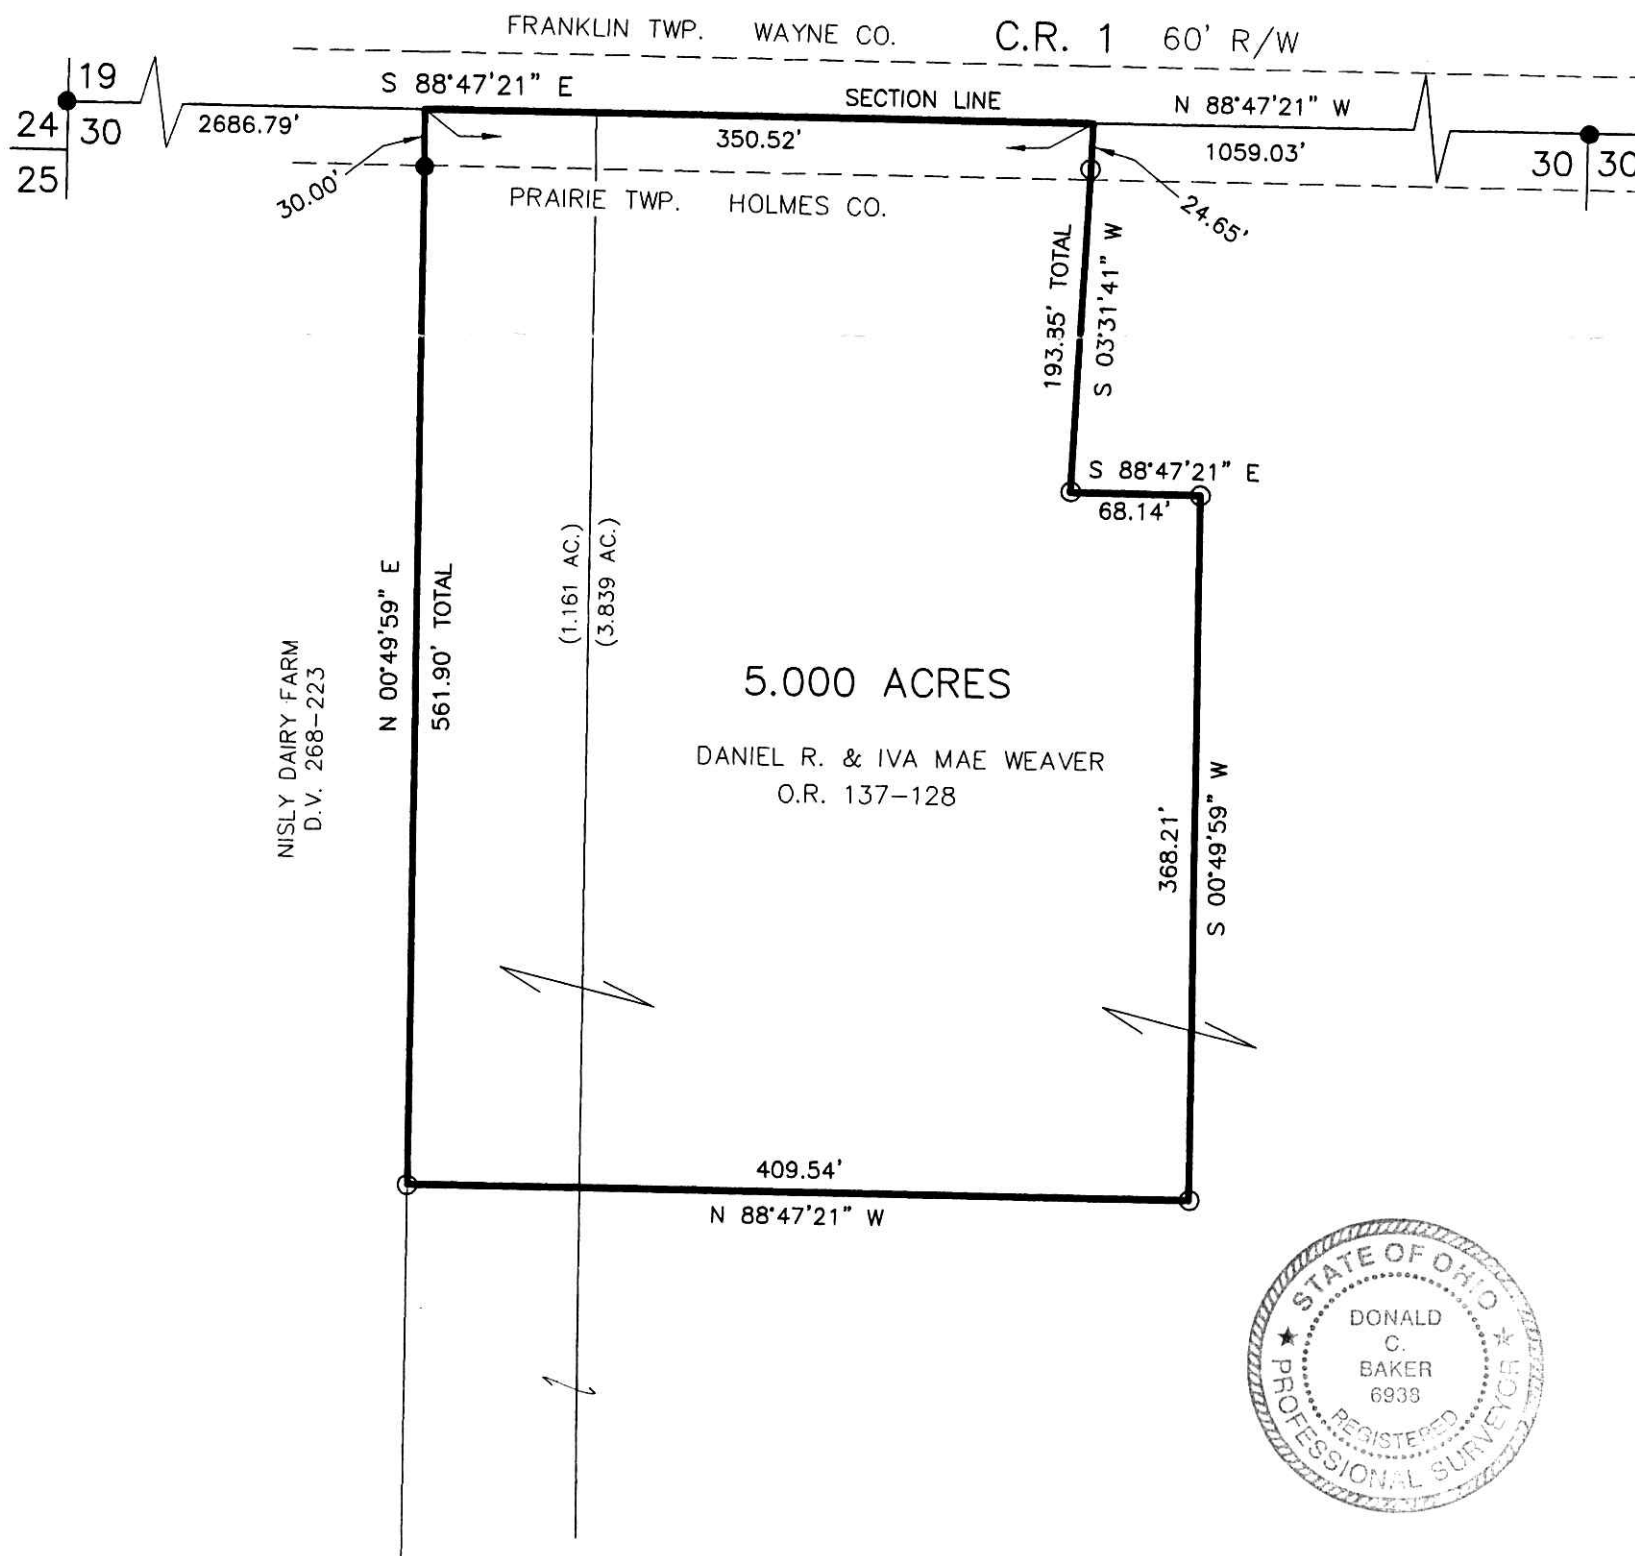 FRANKLIN TWP. WAYNE CO. C.R. 1 60' R/W
19
24 30
25
S 88°47'21" E
2686.79'
SECTION LINE
350.52'
N 88°47'21" W
1059.03'
30 30
30.00'
24.65'
PRAIRIE TWP. HOLMES CO.
193.85' TOTAL
S 03°31'41" W
S 88°47'21" E
68.14'
N 00°49'59" E
561.90' TOTAL
(1.161 AC.)
(3.839 AC.)
NISLY DAIRY FARM
D.V. 268-223
5.000 ACRES
DANIEL R. & IVA MAE WEAVER
O.R. 137-128
368.21'
S 00°49'59" W
409.54'
N 88°47'21" W
STATE OF OHIO
DONALD
C.
BAKER
6938
REGISTERED
PROFESSIONAL SURVEYOR